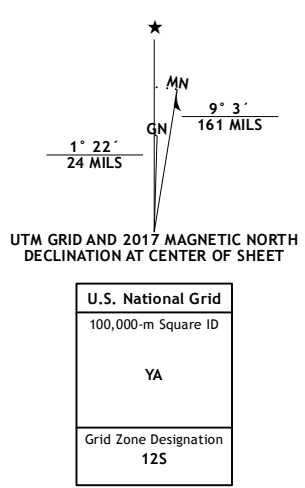 MN
9° 3´
161 MILS
GN
1° 22´
24 MILS
UTM GRID AND 2017 MAGNETIC NORTH
DECLINATION AT CENTER OF SHEET
U.S. National Grid
100,000-m Square ID
YA
Grid Zone Designation
12S